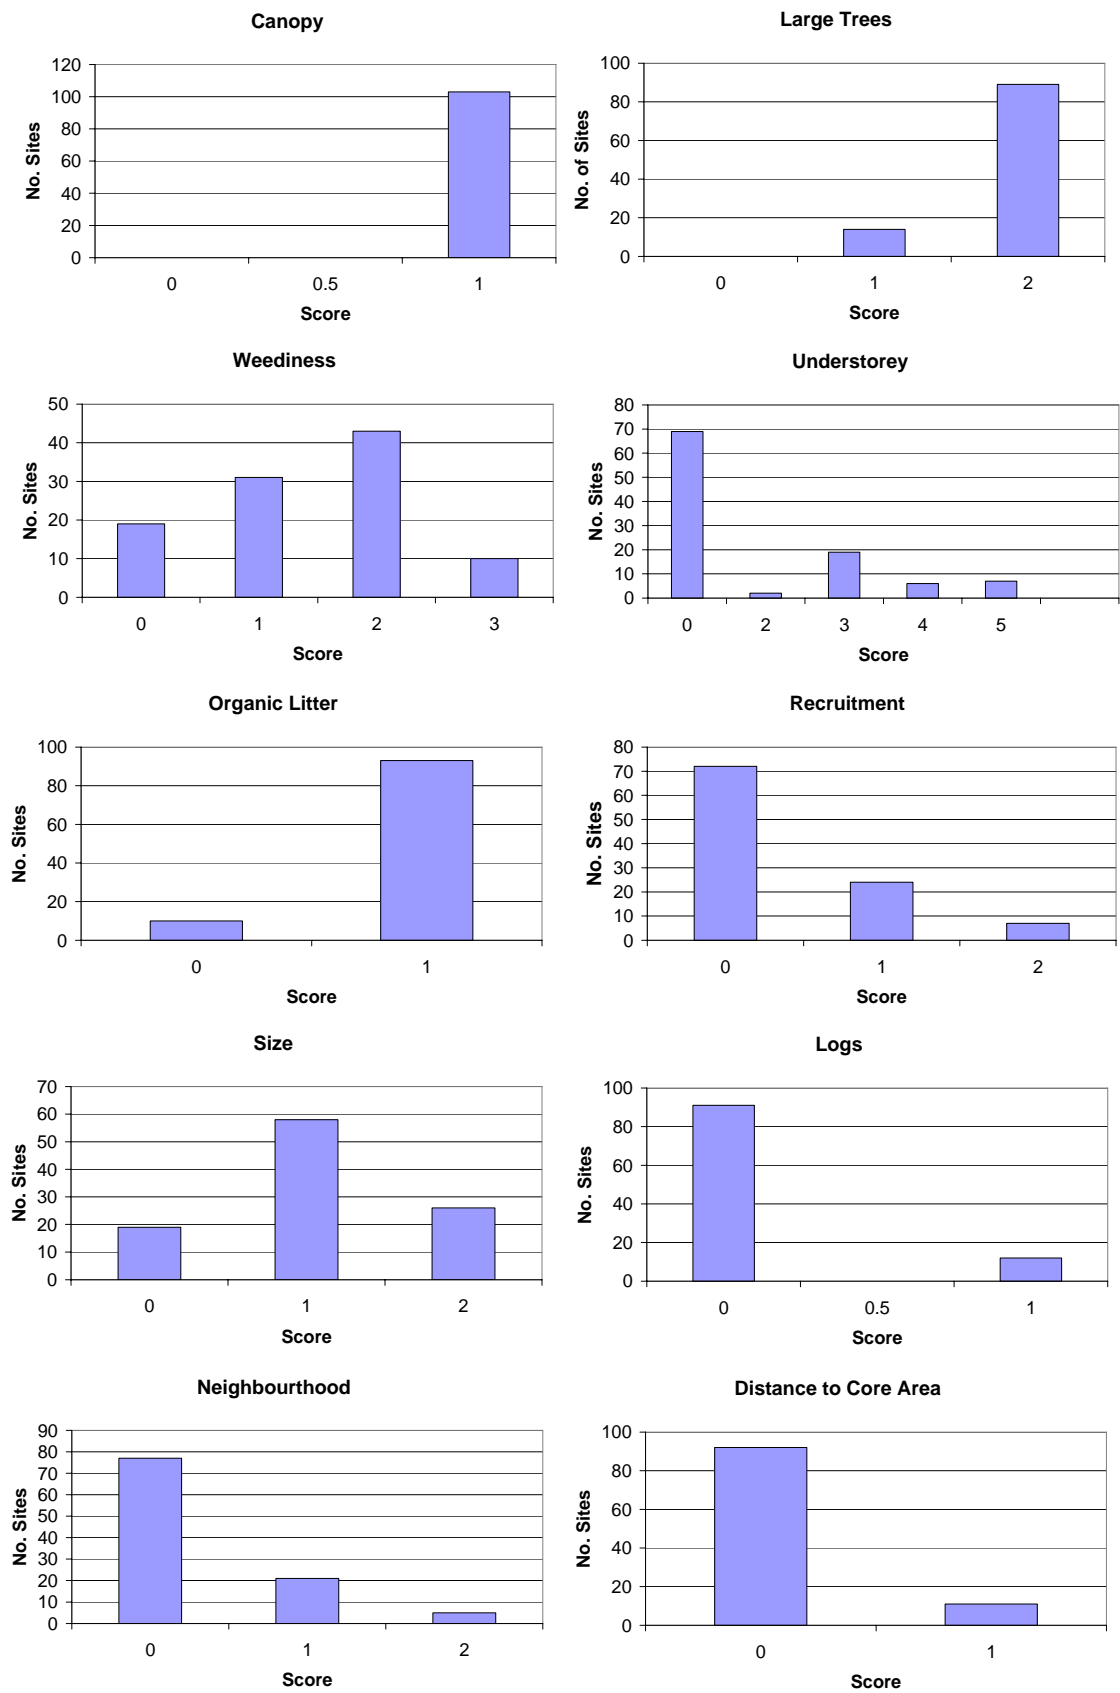 Canopy
120
100
80
60
40
20
0
No. Sites
0 0.5 1
Score
Large Trees
100
80
60
40
20
0
No. of Sites
0 1 2
Score
Weediness
50
40
30
20
10
0
No. Sites
0 1 2 3
Score
Understorey
80
70
60
50
40
30
20
10
0
No. Sites
0 2 3 4 5
Score
Organic Litter
100
80
60
40
20
0
No. Sites
0 1
Score
Recruitment
80
70
60
50
40
30
20
10
0
No. Sites
0 1 2
Score
Size
70
60
50
40
30
20
10
0
No. Sites
0 1 2
Score
Logs
100
80
60
40
20
0
No. Sites
0 0.5 1
Score
Neighbourthood
90
80
70
60
50
40
30
20
10
0
No. Sites
0 1 2
Score
Distance to Core Area
100
80
60
40
20
0
No. Sites
0 1
Score